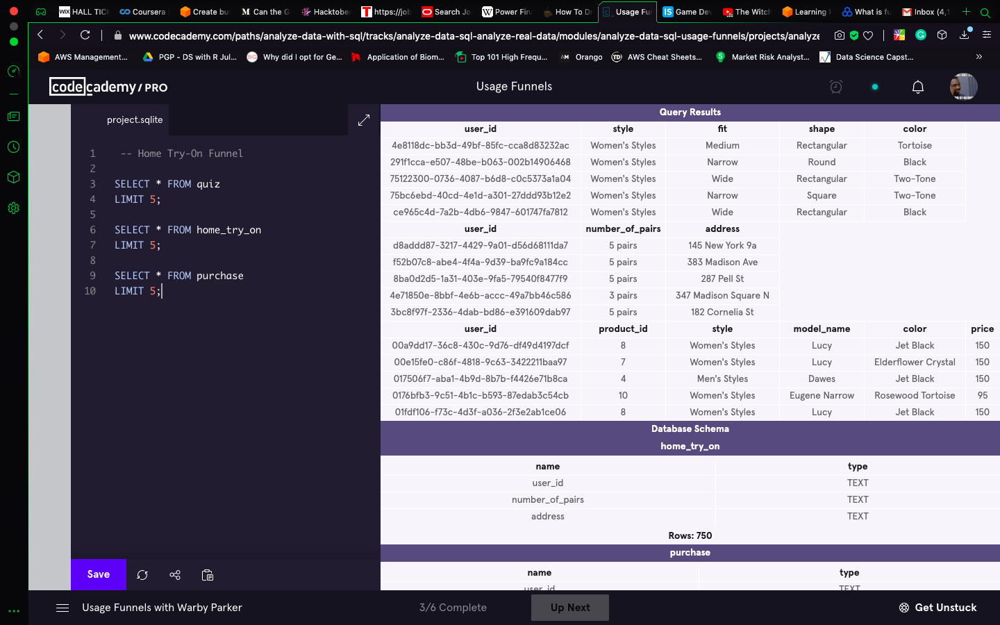 WIX HALL TICK
Coursera
Create bu
M Can the G
Hacktober
T https://job
Search Jo
W Power Fin
How To Dr
Usage Fun
IS Game Dev
The Witch
Learning P
What is fu
Inbox (4,1
www.codecademy.com/paths/analyze-data-with-sql/tracks/analyze-data-sql-analyze-real-data/modules/analyze-data-sql-usage-funnels/projects/analyze
AWS Management...
PGP - DS with R Jul...
BIG Why did I opt for Ge...
Application of Biom...
Top 101 High Frequ...
AM Orango
TD AWS Cheat Sheets...
S Market Risk Analyst...
Data Science Capst...
codecademy / PRO
Usage Funnels
project.sqlite
1 -- Home Try-On Funnel
2
3 SELECT * FROM quiz
4 LIMIT 5;
5
6 SELECT * FROM home_try_on
7 LIMIT 5;
8
9 SELECT * FROM purchase
10 LIMIT 5;
Query Results
user_id style fit shape color
4e8118dc-bb3d-49bf-85fc-cca8d83232ac Women's Styles Medium Rectangular Tortoise
291f1cca-e507-48be-b063-002b14906468 Women's Styles Narrow Round Black
75122300-0736-4087-b6d8-c0c5373a1a04 Women's Styles Wide Rectangular Two-Tone
75bc6ebd-40cd-4e1d-a301-27ddd93b12e2 Women's Styles Narrow Square Two-Tone
ce965c4d-7a2b-4db6-9847-601747fa7812 Women's Styles Wide Rectangular Black
user_id number_of_pairs address
d8addd87-3217-4429-9a01-d56d68111da7 5 pairs 145 New York 9a
f52b07c8-abe4-4f4a-9d39-ba9fc9a184cc 5 pairs 383 Madison Ave
8ba0d2d5-1a31-403e-9fa5-79540f8477f9 5 pairs 287 Pell St
4e71850e-8bbf-4e6b-accc-49a7bb46c586 3 pairs 347 Madison Square N
3bc8f97f-2336-4dab-bd86-e391609dab97 5 pairs 182 Cornelia St
user_id product_id style model_name color price
00a9dd17-36c8-430c-9d76-df49d4197dcf 8 Women's Styles Lucy Jet Black 150
00e15fe0-c86f-4818-9c63-3422211baa97 7 Women's Styles Lucy Elderflower Crystal 150
017506f7-aba1-4b9d-8b7b-f4426e71b8ca 4 Men's Styles Dawes Jet Black 150
0176bfb3-9c51-4b1c-b593-87edab3c54cb 10 Women's Styles Eugene Narrow Rosewood Tortoise 95
01fdf106-f73c-4d3f-a036-2f3e2ab1ce06 8 Women's Styles Lucy Jet Black 150
Database Schema
home_try_on
name type
user_id TEXT
number_of_pairs TEXT
address TEXT
Rows: 750
purchase
name type
user_id TEXT
Save
Usage Funnels with Warby Parker
3/6 Complete
Up Next
Get Unstuck